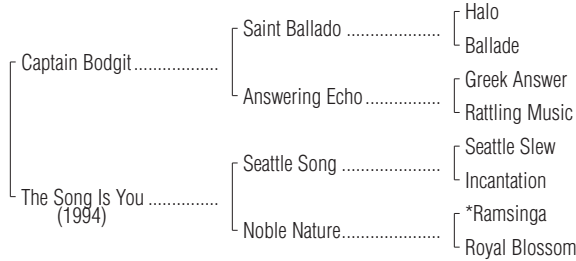 Halo
Saint Ballado ....................
Ballade
Captain Bodgit..................
Greek Answer
Answering Echo................
Rattling Music
Seattle Slew
Seattle Song .....................
Incantation
The Song Is You ...............
(1994)
*Ramsinga
Noble Nature.....................
Royal Blossom